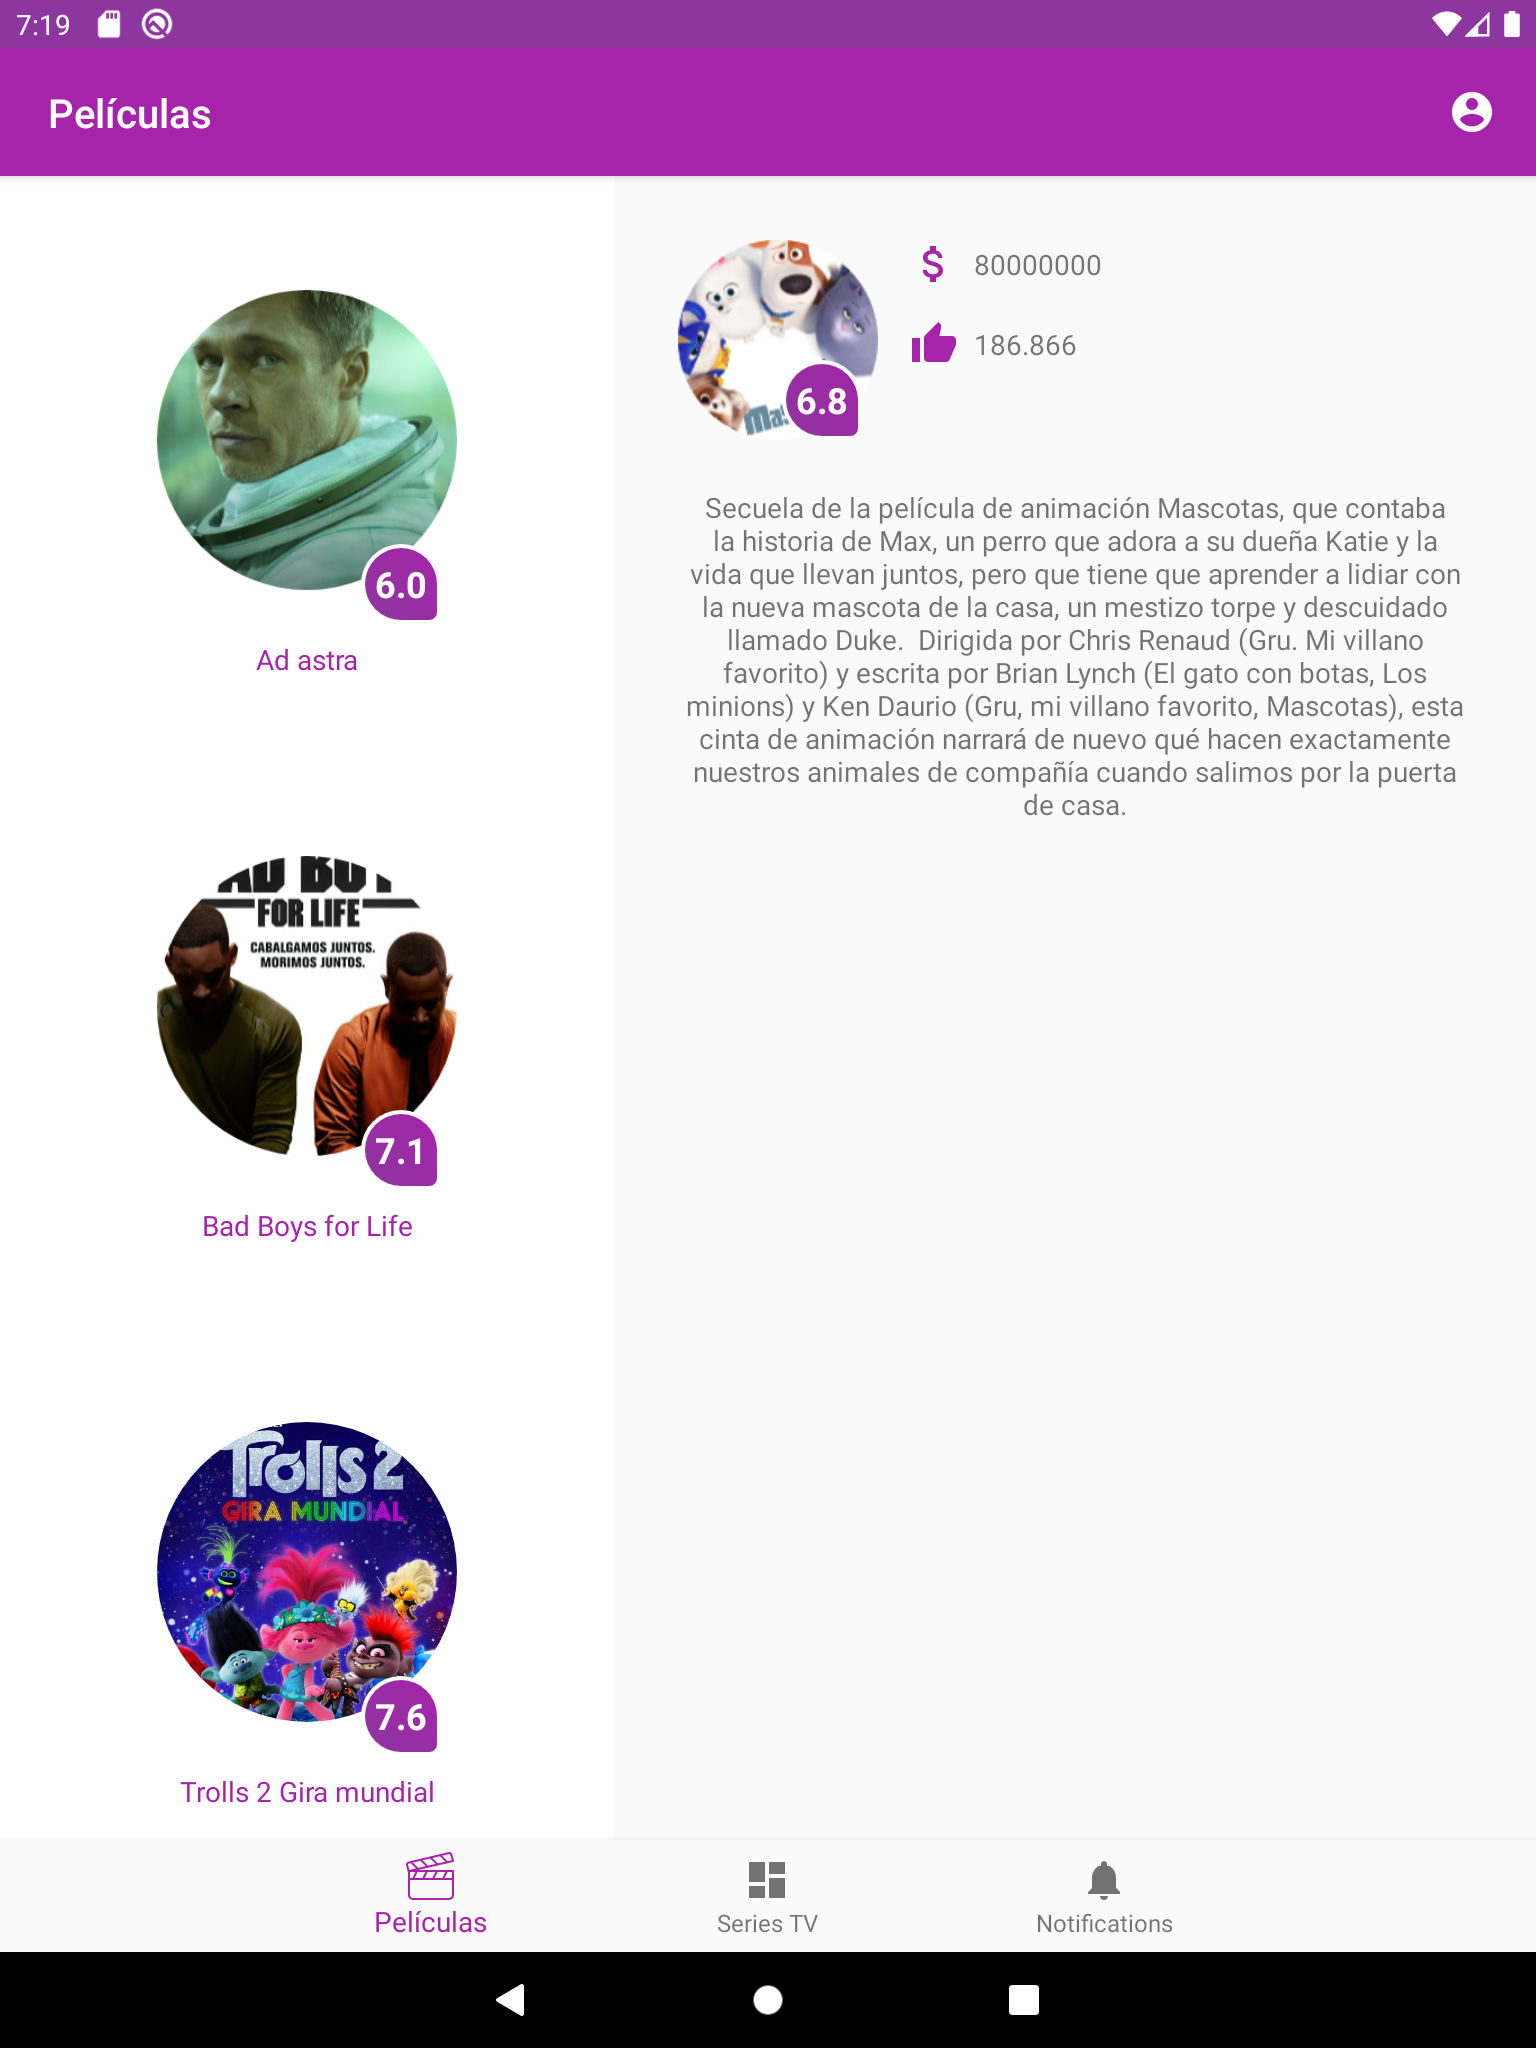 7:19
Películas
6.0
Ad astra
FOR LIFE
CABALGAMOS JUNTOS.
MORIMOS JUNTOS.
7.1
Bad Boys for Life
Trolls 2
GIRA MUNDIAL
7.6
Trolls 2 Gira mundial
6.8
$ 80000000
186.866
Secuela de la película de animación Mascotas, que contaba
la historia de Max, un perro que adora a su dueña Katie y la
vida que llevan juntos, pero que tiene que aprender a lidiar con
la nueva mascota de la casa, un mestizo torpe y descuidado
llamado Duke.  Dirigida por Chris Renaud (Gru. Mi villano
favorito) y escrita por Brian Lynch (El gato con botas, Los
minions) y Ken Daurio (Gru, mi villano favorito, Mascotas), esta
cinta de animación narrará de nuevo qué hacen exactamente
nuestros animales de compañía cuando salimos por la puerta
de casa.
Películas
Series TV
Notifications